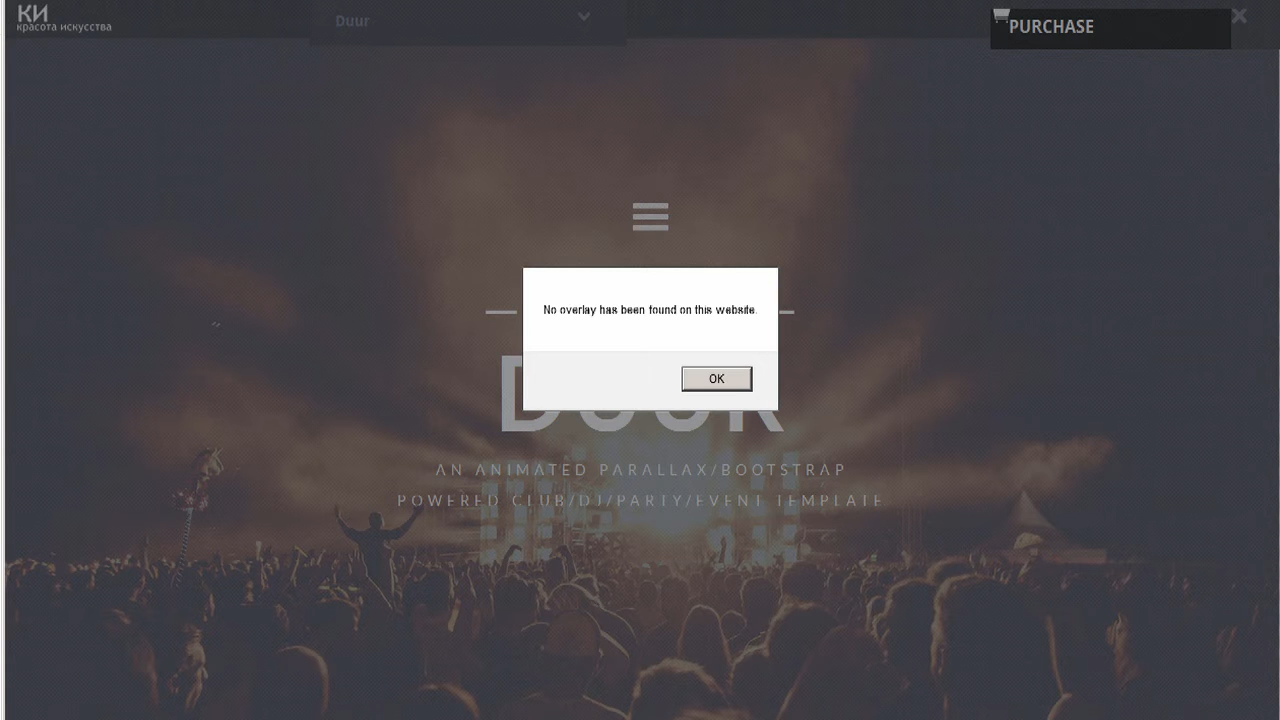 КИ
красота искусства
Duur
PURCHASE
No overlay has been found on this website.
OK
DUUR
AN ANIMATED PARALLAX/BOOTSTRAP
POWERED CLUB/DJ/PARTY/EVENT TEMPLATE